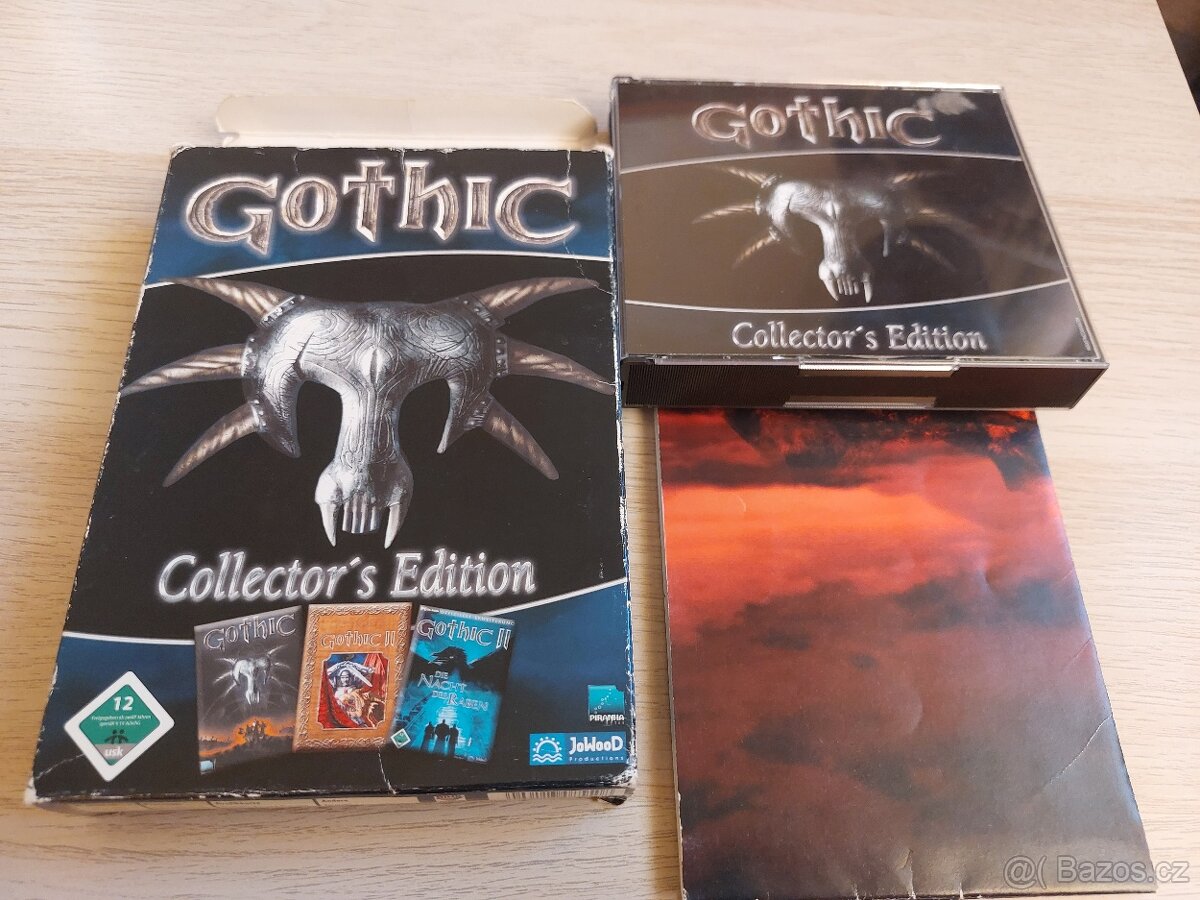 GOTHIC
Collector´s Edition
GOTHIC
GOTHIC II
GOTHIC II
DIE
NACHT
DES RABEN
12
usk
PIRANHA
JoWooD
Productions
GOTHIC
Collector´s Edition
@( Bazos.cz